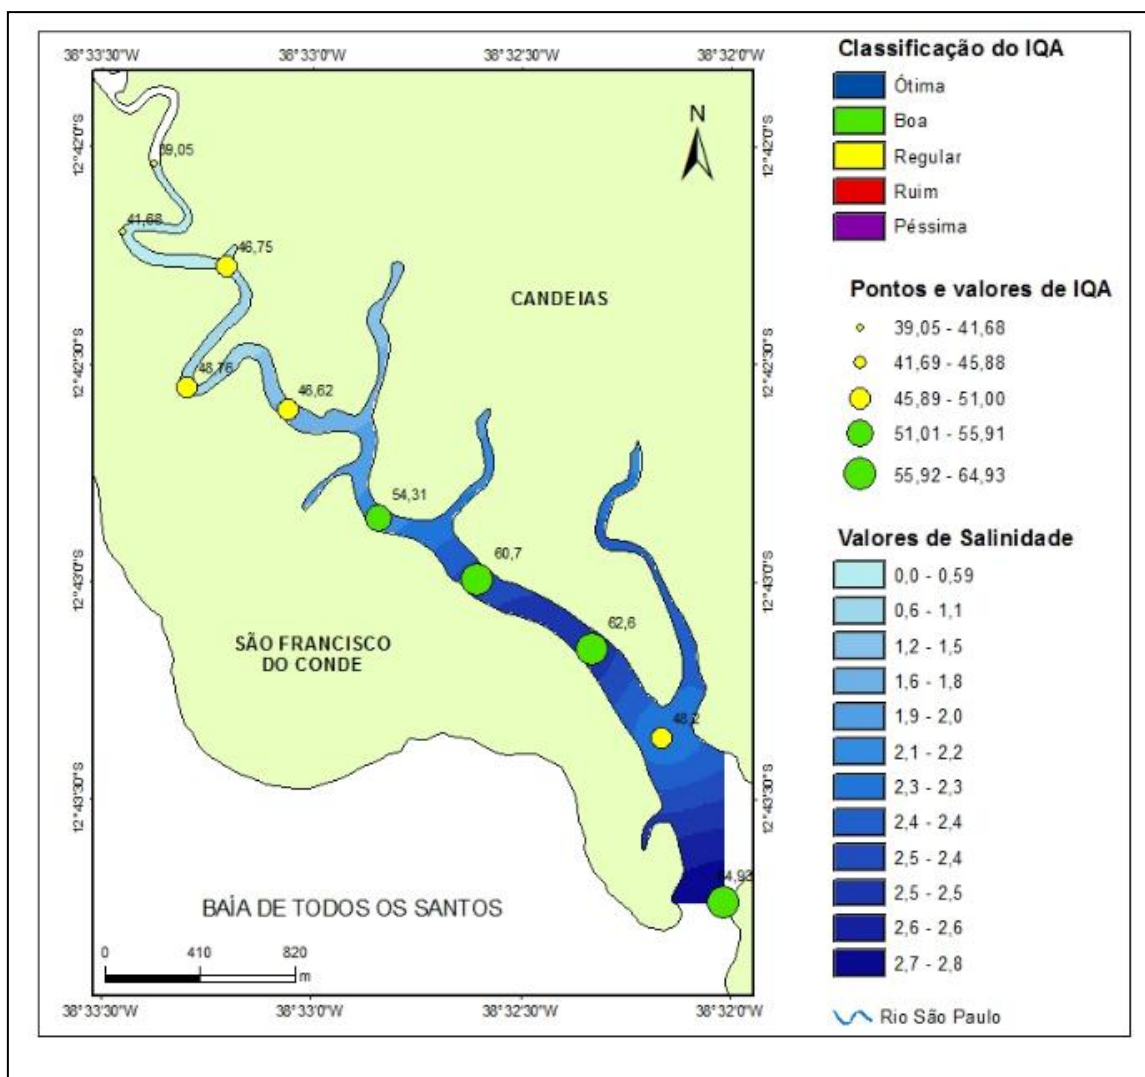 38°33'30"W 38°33'0"W 38°32'30"W 38°32'0"W
12°42'0"S
12°42'0"S
N
39,05
41,68
46,75
CANDEIAS
12°42'30"S
12°42'30"S
48,76
46,62
54,31
60,7
12°43'0"S
12°43'0"S
62,6
SÃO FRANCISCO
DO CONDE
48,2
12°43'30"S
12°43'30"S
64,93
BAÍA DE TODOS OS SANTOS
0 410 820
m
38°33'30"W 38°33'0"W 38°32'30"W 38°32'0"W
Classificação do IQA
Ótima
Boa
Regular
Ruim
Péssima
Pontos e valores de IQA
39,05 - 41,68
41,69 - 45,88
45,89 - 51,00
51,01 - 55,91
55,92 - 64,93
Valores de Salinidade
0,0 - 0,59
0,6 - 1,1
1,2 - 1,5
1,6 - 1,8
1,9 - 2,0
2,1 - 2,2
2,3 - 2,3
2,4 - 2,4
2,5 - 2,4
2,5 - 2,5
2,6 - 2,6
2,7 - 2,8
Rio São Paulo